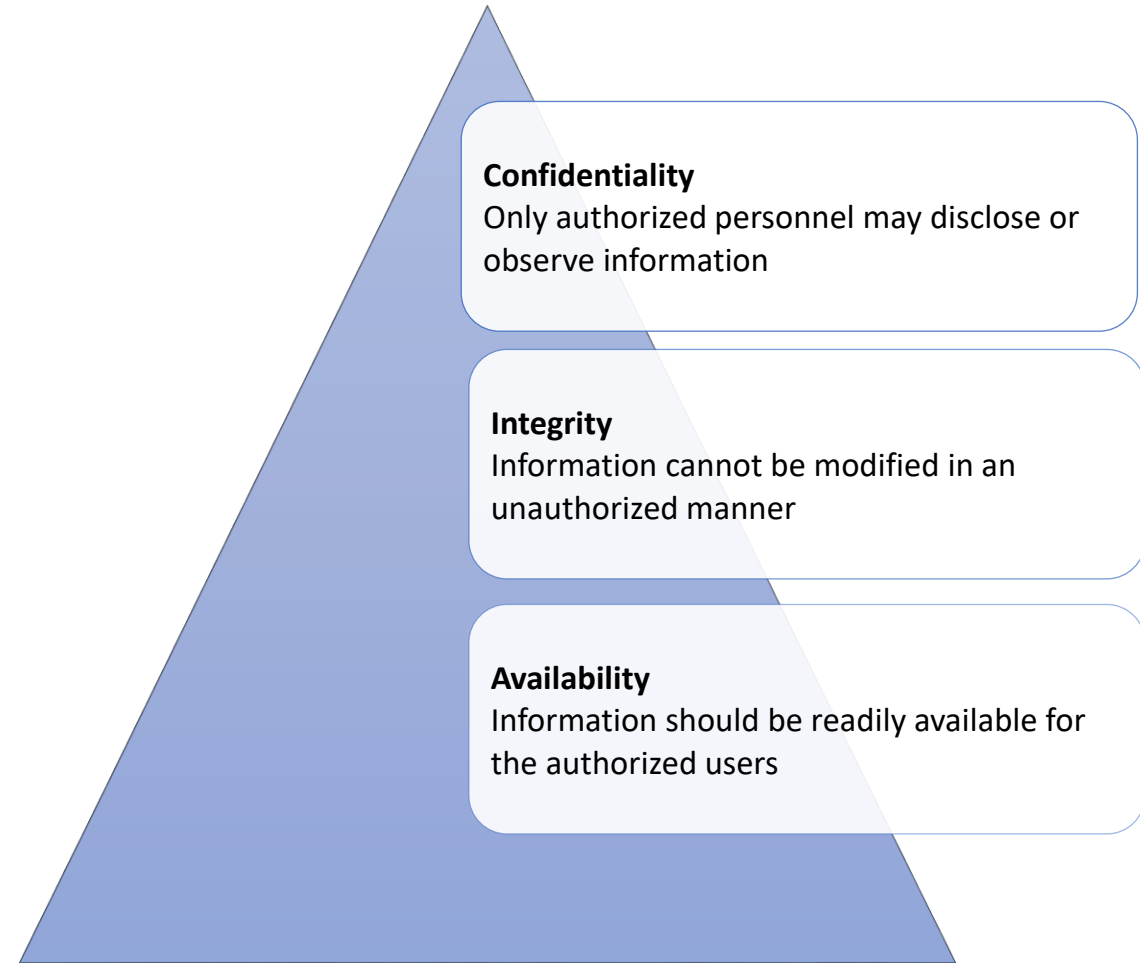 Confidentiality
Only authorized personnel may disclose or
observe information
Integrity
Information cannot be modified in an
unauthorized manner
Availability
Information should be readily available for
the authorized users